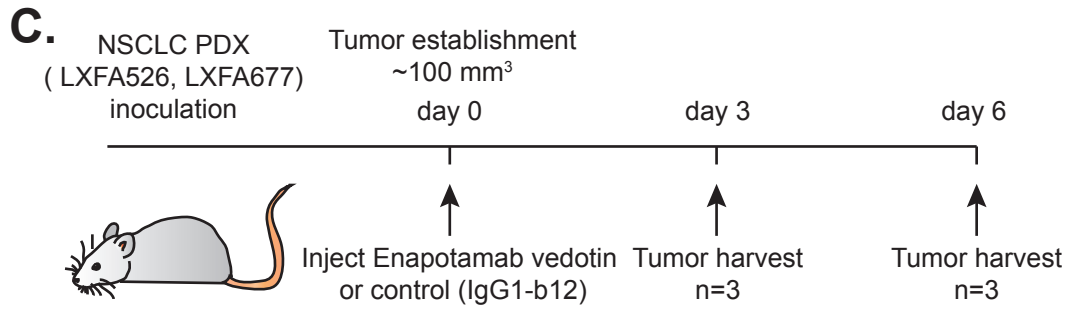 C.
NSCLC PDX
( LXFA526, LXFA677)
inoculation
Tumor establishment
~100 mm³
day 0
day 3
day 6
Inject Enapotamab vedotin
or control (IgG1-b12)
Tumor harvest
n=3
Tumor harvest
n=3